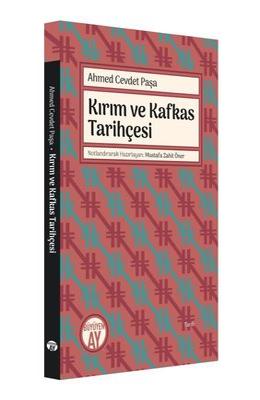 Ahmed Cevdet Paşa
Kırım ve Kafkas
Tarihçesi
Notlandırarak Hazırlayan: Mustafa Zahit Öner
Tarih
BÜYÜYEN
AY
Ahmed Cevdet Paşa • Kırım ve Kafkas Tarihçesi